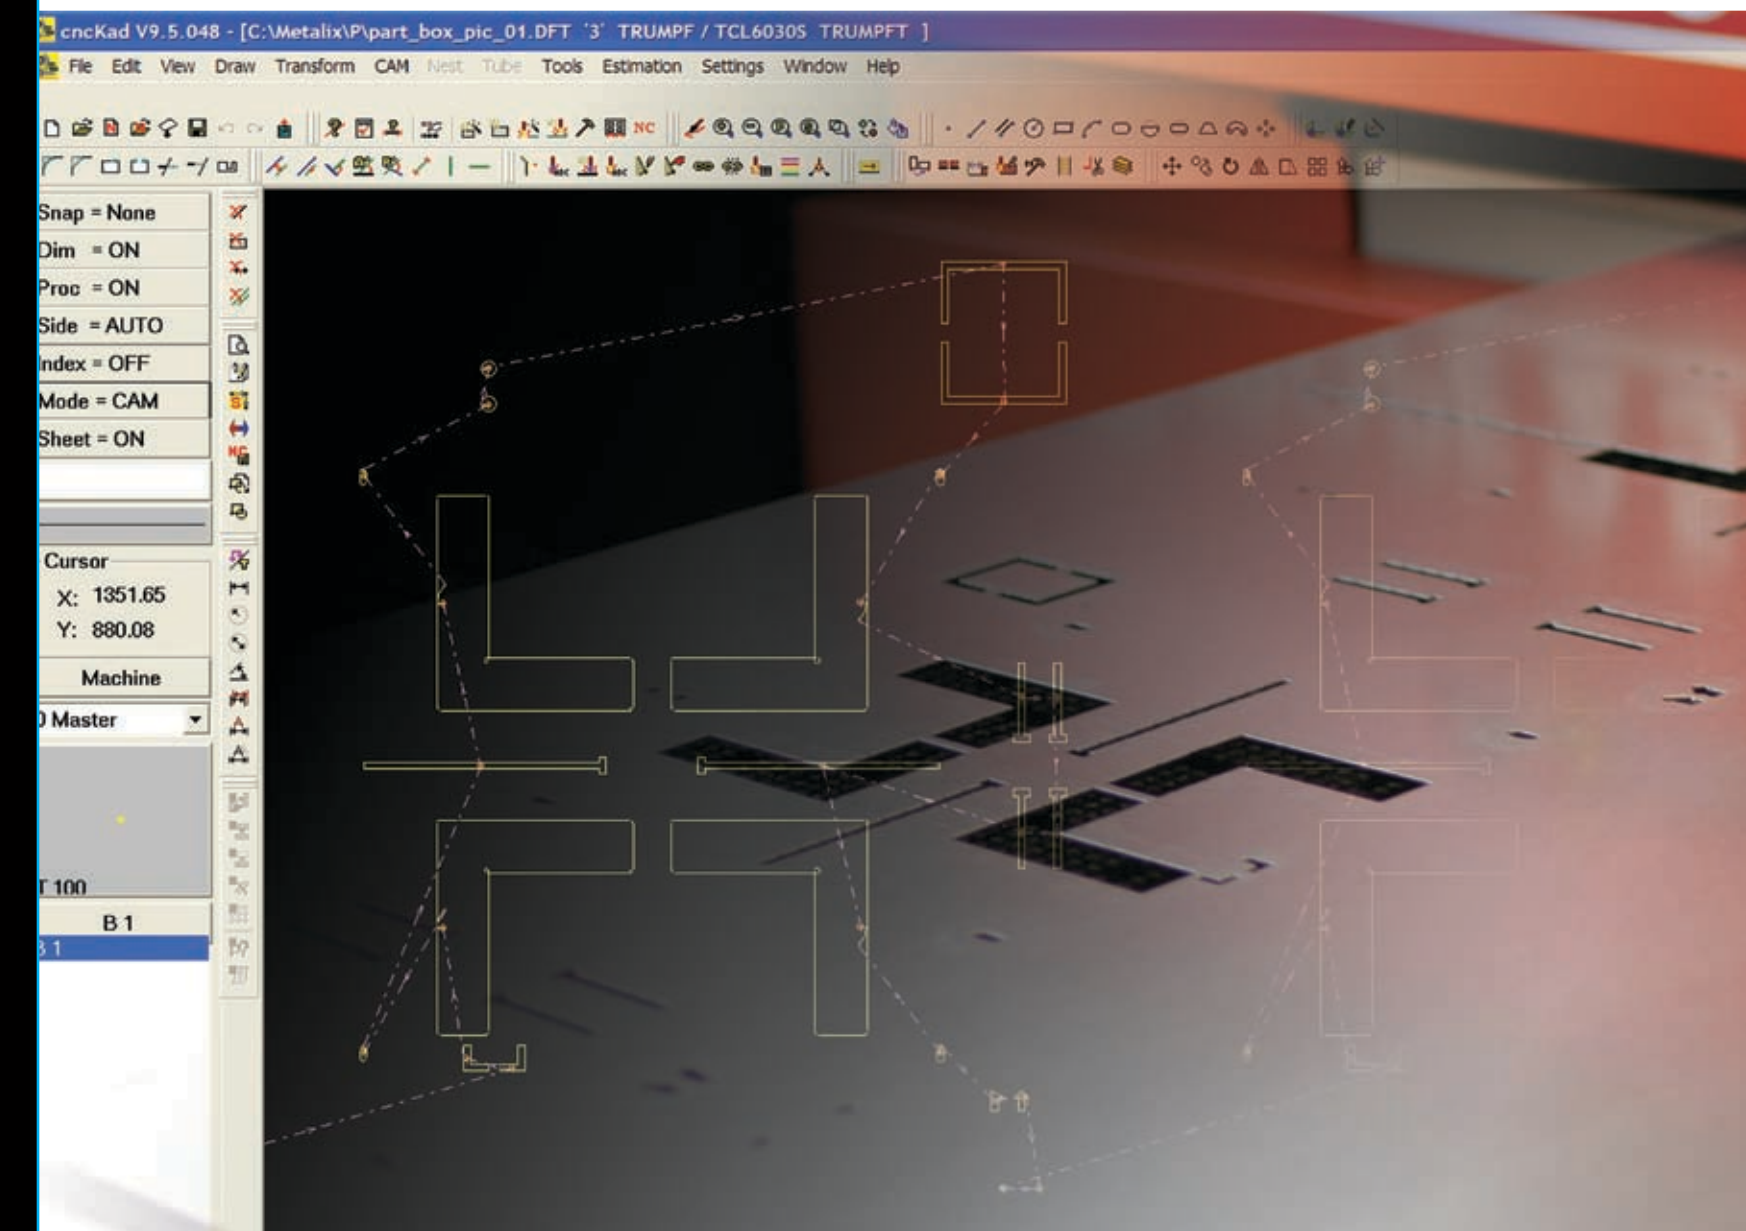 cncKad V9.5.048 - [C:\Metalix\P\part_box_pic_01.DFT '3' TRUMPF / TCL6030S TRUMPFT ]
File Edit View Draw Transform CAM Nest Tube Tools Estimation Settings Window Help
NC
Snap = None
Dim = ON
Proc = ON
Side = AUTO
Index = OFF
Mode = CAM
Sheet = ON
Cursor
X: 1351.65
Y: 880.08
Machine
Master
T 100
B 1
B 1